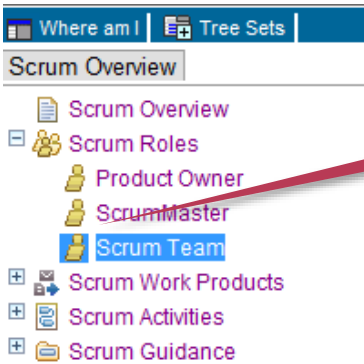 Where am I Tree Sets
Scrum Overview
Scrum Overview
Scrum Roles
Product Owner
ScrumMaster
Scrum Team
Scrum Work Products
Scrum Activities
Scrum Guidance